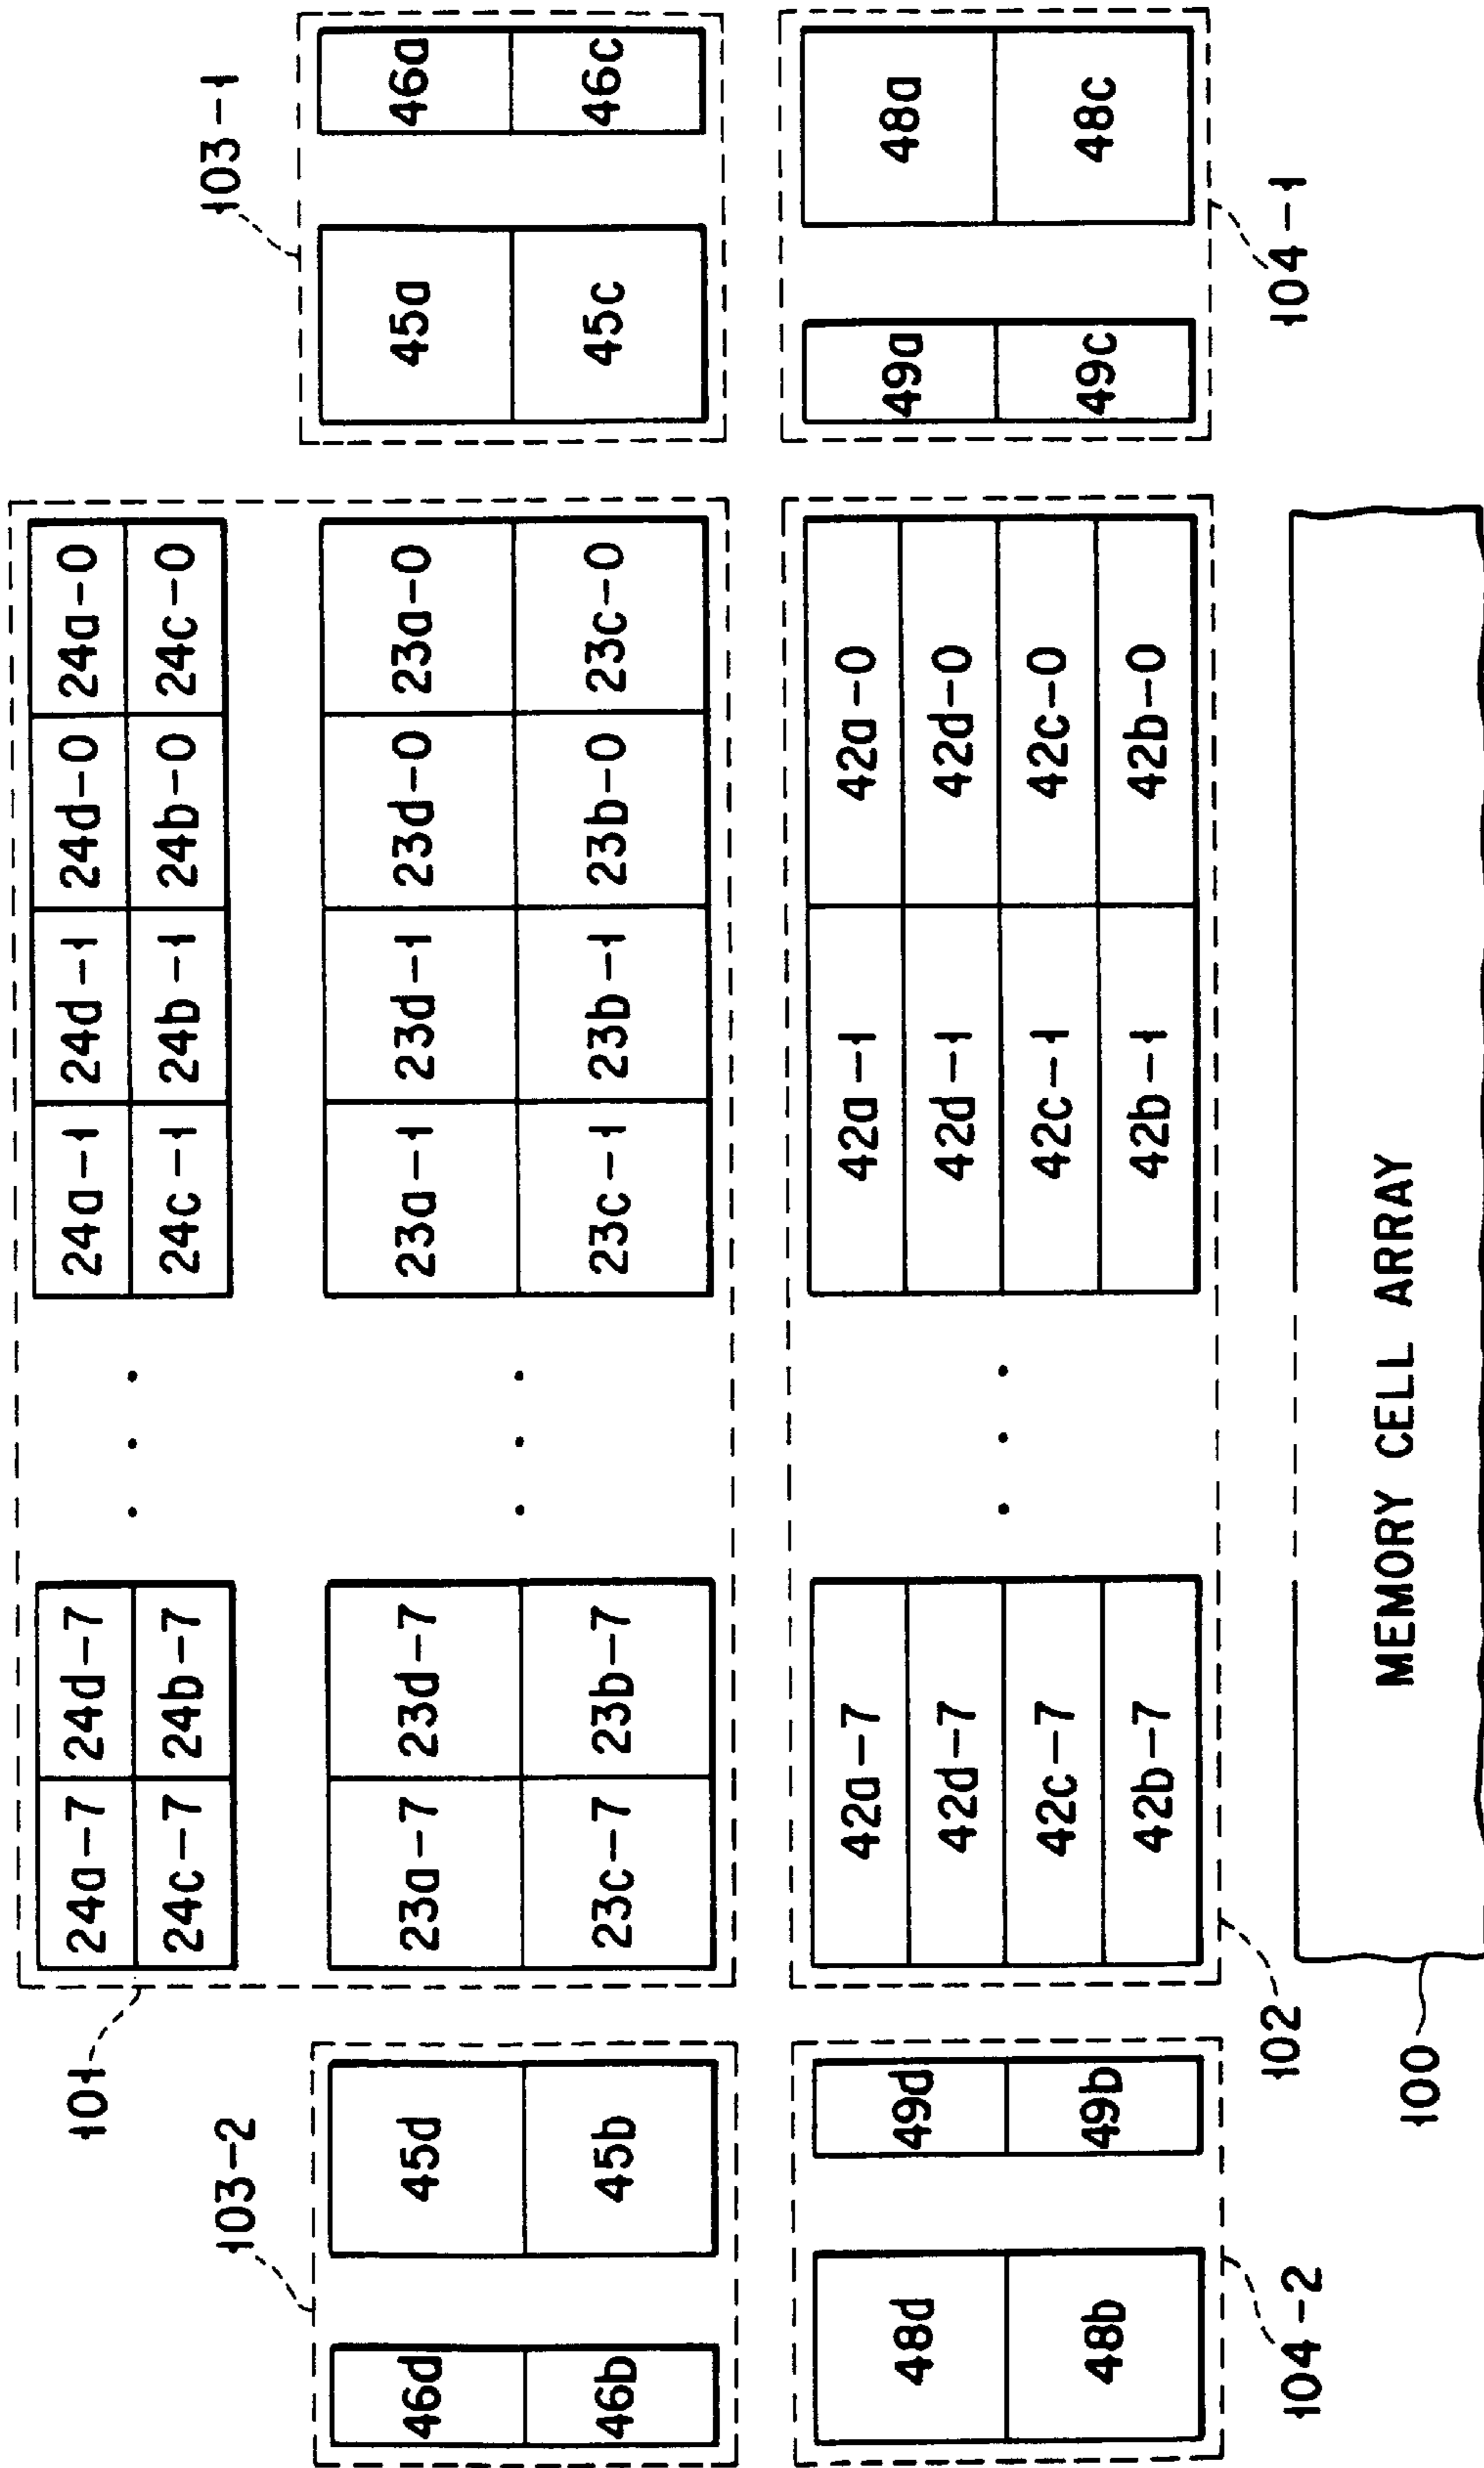 101 24a-7 24d-7 . . . 24a-1 24d-1 24d-0 24a-0
24c-7 24b-7 24c-1 24b-1 24b-0 24c-0
103-2 103-1
46d 45d 23a-7 23d-7 23a-1 23d-1 23d-0 23a-0 45a 46a
. . .
46b 45b 23c-7 23b-7 23c-1 23b-1 23b-0 23c-0 45c 46c
42a-7 42a-1 42a-0
48d 49d 42d-7 42d-1 42d-0 49a 48a
. . .
42c-7 42c-1 42c-0
48b 49b 42b-7 42b-1 42b-0 49c 48c
104-2 102 104-1
100 MEMORY CELL ARRAY